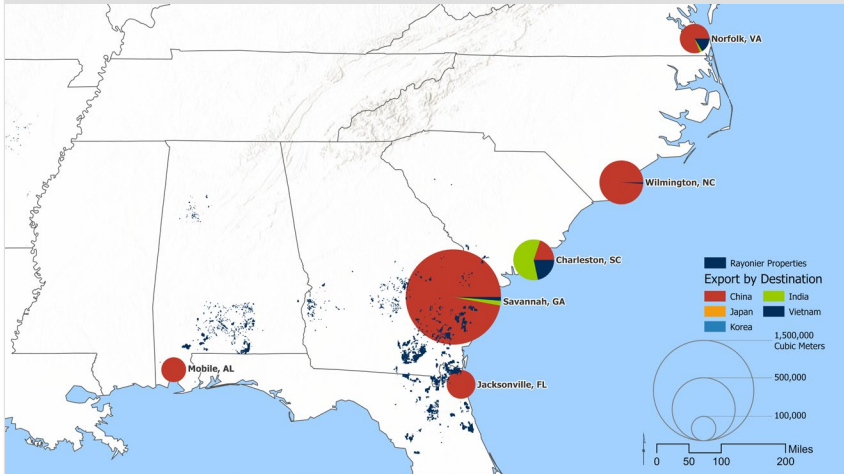 Norfolk, VA
Wilmington, NC
Charleston, SC
Savannah, GA
Mobile, AL
Jacksonville, FL
Rayonier Properties
Export by Destination
China
India
Japan
Vietnam
Korea
1,500,000
Cubic Meters
500,000
100,000
Miles
0 50 100 200